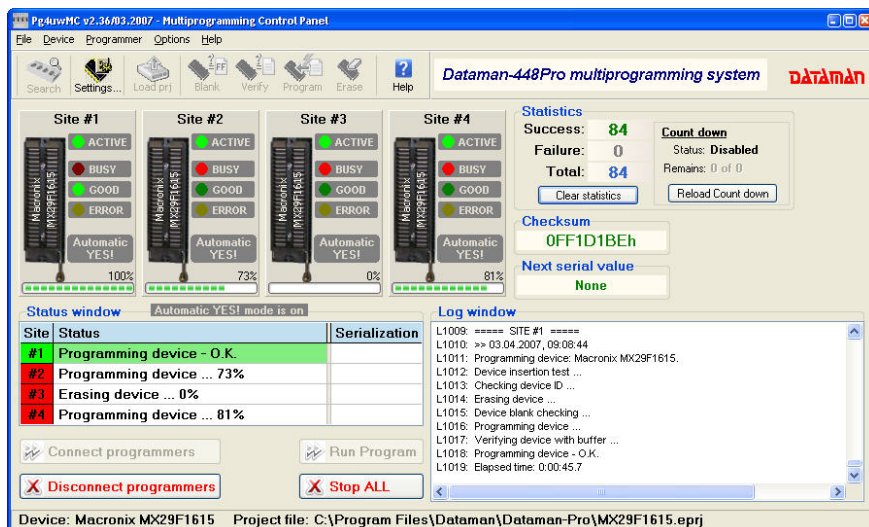 Pg4uwMC v2.36/03.2007 - Multiprogramming Control Panel
File Device Programmer Options Help
Search Settings... Load prj Blank Verify Program Erase Help
Dataman-448Pro multiprogramming system
DATAMAN
Site #1
ACTIVE
BUSY
GOOD
ERROR
Automatic
YES!
Macronix
MX29F1615
100%
Site #2
ACTIVE
BUSY
GOOD
ERROR
Automatic
YES!
Macronix
MX29F1615
73%
Site #3
ACTIVE
BUSY
GOOD
ERROR
Automatic
YES!
Macronix
MX29F1615
0%
Site #4
ACTIVE
BUSY
GOOD
ERROR
Automatic
YES!
Macronix
MX29F1615
81%
Statistics
Success: 84
Failure: 0
Total: 84
Clear statistics
Count down
Status: Disabled
Remains: 0 of 0
Reload Count down
Checksum
0FF1D1BEh
Next serial value
None
Status window
Automatic YES! mode is on
Site Status Serialization
#1 Programming device - O.K.
#2 Programming device ... 73%
#3 Erasing device ... 0%
#4 Programming device ... 81%
Connect programmers
Run Program
Disconnect programmers
Stop ALL
Log window
L1009: ===== SITE #1 =====
L1010: >> 03.04.2007, 09:08:44
L1011: Programming device: Macronix MX29F1615.
L1012: Device insertion test ...
L1013: Checking device ID ...
L1014: Erasing device ...
L1015: Device blank checking ...
L1016: Programming device ...
L1017: Verifying device with buffer ...
L1018: Programming device - O.K.
L1019: Elapsed time: 0:00:45.7
Device: Macronix MX29F1615 Project file: C:\Program Files\Dataman\Dataman-Pro\MX29F1615.eprj